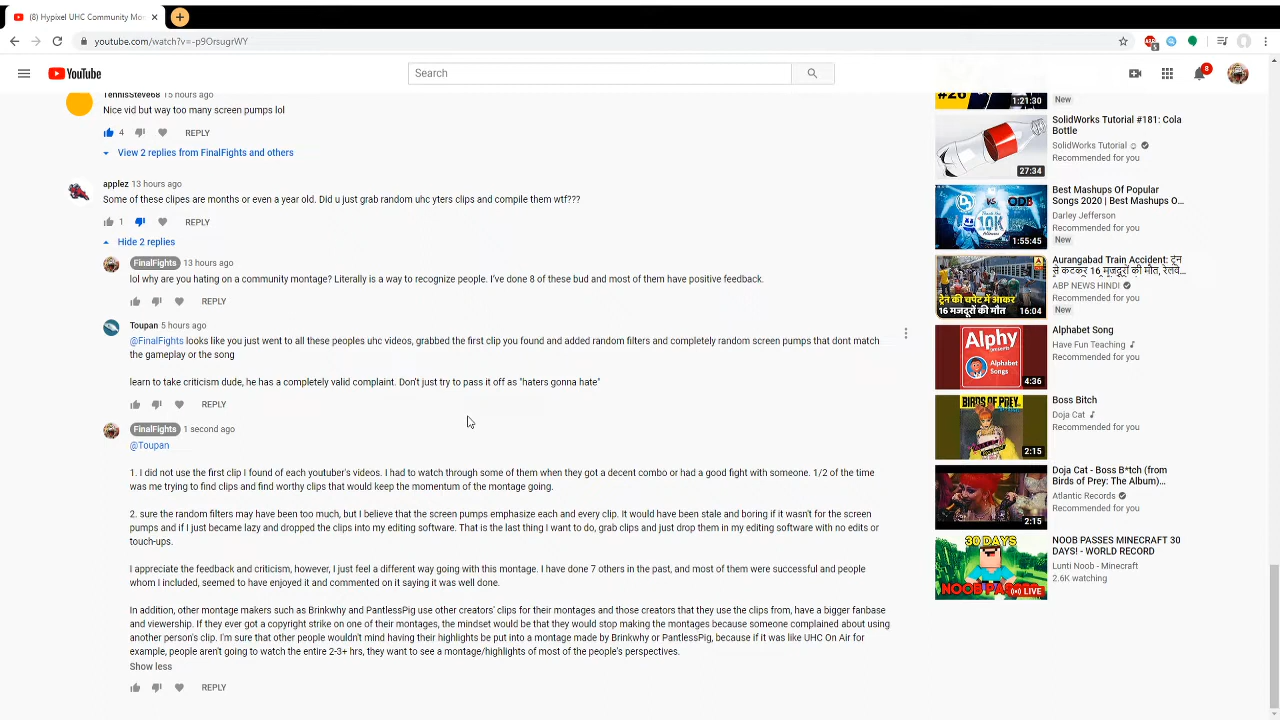 (8) Hypixel UHC Community Mo
youtube.com/watch?v=-p9OrsugrWY
5
YouTube
Search
8
TennisSteve68 15 hours ago
Nice vid but way too many screen pumps lol
4 REPLY
View 2 replies from FinalFights and others
applez 13 hours ago
Some of these clipes are months or even a year old. Did u just grab random uhc yters clips and compile them wtf???
1 REPLY
Hide 2 replies
FinalFights 13 hours ago
lol why are you hating on a community montage? Literally is a way to recognize people. I've done 8 of these bud and most of them have positive feedback.
REPLY
Toupan 5 hours ago
@FinalFights looks like you just went to all these peoples uhc videos, grabbed the first clip you found and added random filters and completely random screen pumps that dont match
the gameplay or the song
learn to take criticism dude, he has a completely valid complaint. Don't just try to pass it off as "haters gonna hate"
REPLY
FinalFights 1 second ago
@Toupan
1. I did not use the first clip I found of each youtuber's videos. I had to watch through some of them when they got a decent combo or had a good fight with someone. 1/2 of the time
was me trying to find clips and find worthy clips that would keep the momentum of the montage going.
2. sure the random filters may have been too much, but I believe that the screen pumps emphasize each and every clip. It would have been stale and boring if it wasn't for the screen
pumps and if I just became lazy and dropped the clips into my editing software. That is the last thing I want to do, grab clips and just drop them in my editing software with no edits or
touch-ups.
I appreciate the feedback and criticism, however, I just feel a different way going with this montage. I have done 7 others in the past, and most of them were successful and people
whom I included, seemed to have enjoyed it and commented on it saying it was well done.
In addition, other montage makers such as Brinkwhy and PantlessPig use other creators' clips for their montages and those creators that they use the clips from, have a bigger fanbase
and viewership. If they ever got a copyright strike on one of their montages, the mindset would be that they would stop making the montages because someone complained about using
another person's clip. I'm sure that other people wouldn't mind having their highlights be put into a montage made by Brinkwhy or PantlessPig, because if it was like UHC On Air for
example, people aren't going to watch the entire 2-3+ hrs, they want to see a montage/highlights of most of the people's perspectives.
Show less
REPLY
#26
1:21:30
New
SolidWorks Tutorial #181: Cola
Bottle
SolidWorks Tutorial
Recommended for you
27:34
Best Mashups Of Popular
Songs 2020 | Best Mashups O...
Darley Jefferson
Recommended for you
New
THANK YOU
10K
ODB
1:55:45
Aurangabad Train Accident: ट्रेन
से कटकर 16 मजदूरों की मौत, रेलवे...
ABP NEWS HINDI
Recommended for you
New
ट्रेन की चपेट में आकर
16 मजदूरों की मौत
16:04
Alphabet Song
Have Fun Teaching
Recommended for you
Alphy
Alphabet
Songs
4:36
Boss Bitch
Doja Cat
Recommended for you
BIRDS OF PREY
2:15
Doja Cat - Boss B*tch (from
Birds of Prey: The Album)...
Atlantic Records
Recommended for you
2:15
NOOB PASSES MINECRAFT 30
DAYS! - WORLD RECORD
Lunti Noob - Minecraft
2.6K watching
30 DAYS
NOOB PASSES
LIVE